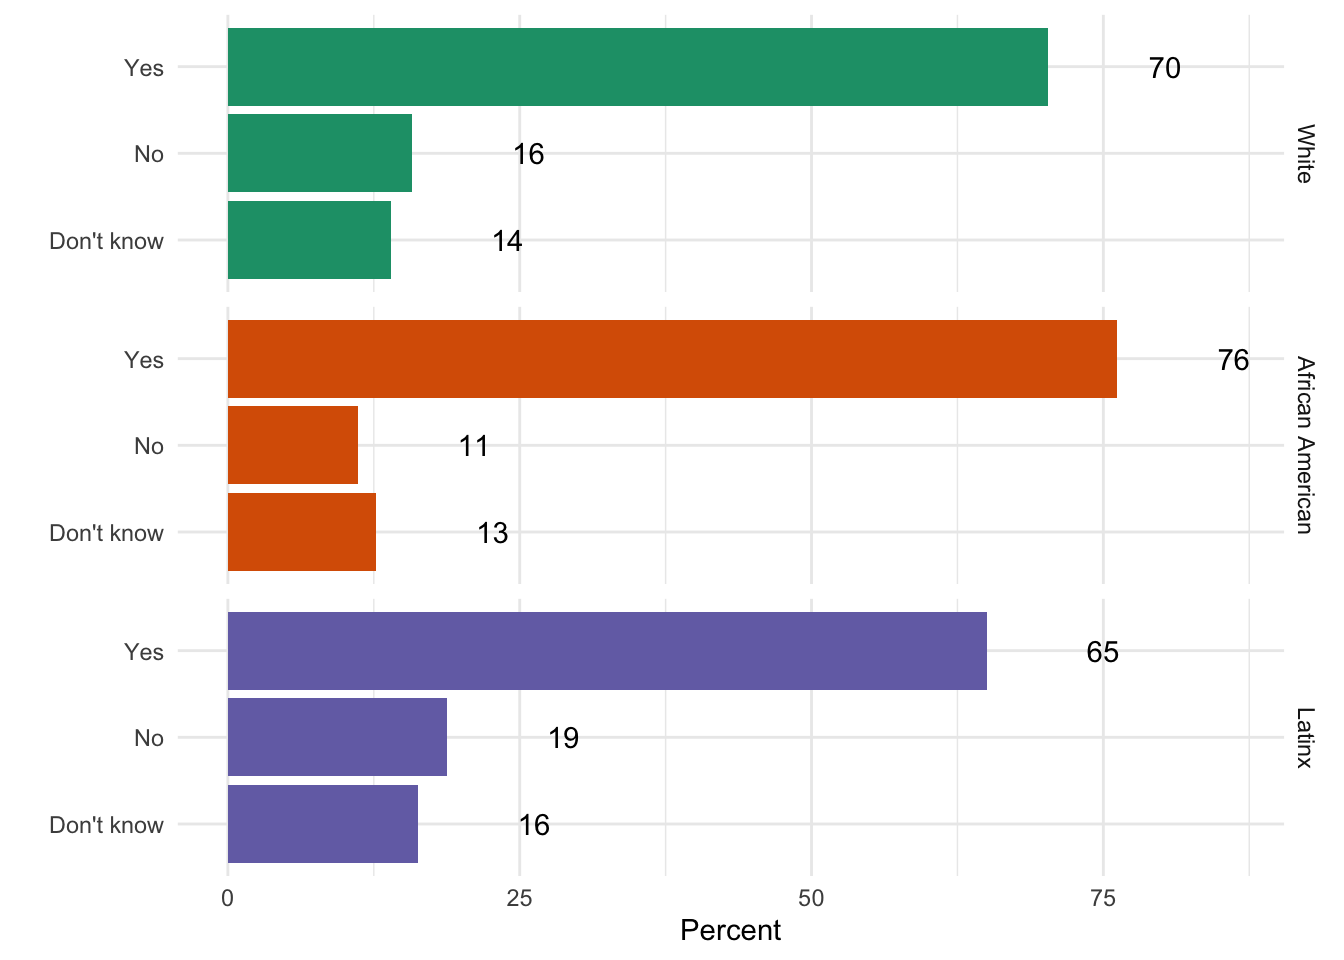 Yes 70
No 16
Don't know 14
White
Yes 76
No 11
Don't know 13
African American
Yes 65
No 19
Don't know 16
Latinx
0 25 50 75
Percent